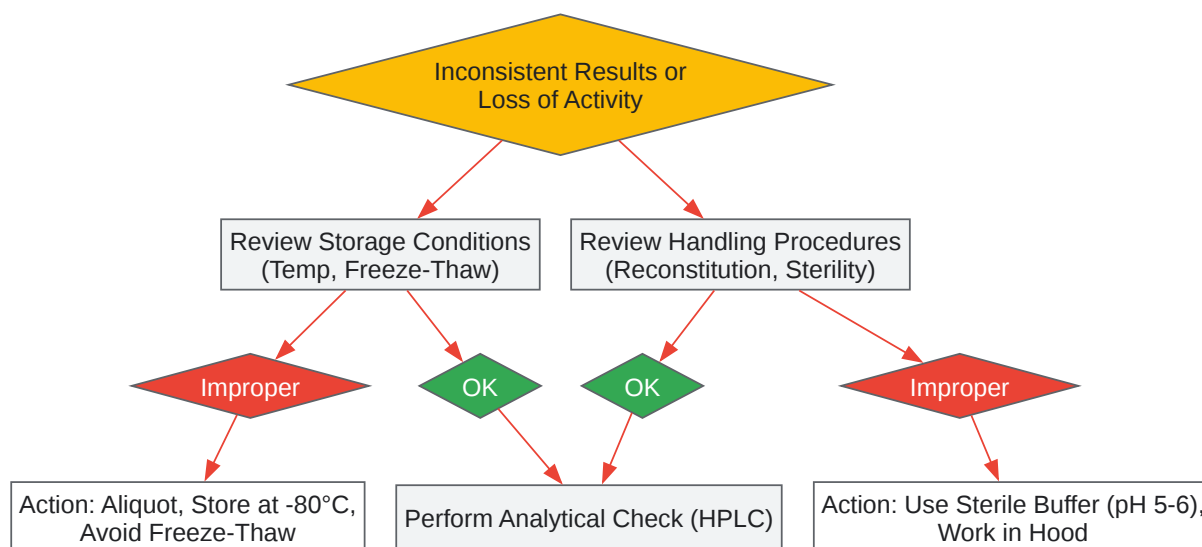 Inconsistent Results or
Loss of Activity
Review Storage Conditions
(Temp, Freeze-Thaw)
Review Handling Procedures
(Reconstitution, Sterility)
Improper
OK
OK
Improper
Action: Aliquot, Store at -80°C,
Avoid Freeze-Thaw
Perform Analytical Check (HPLC)
Action: Use Sterile Buffer (pH 5-6),
Work in Hood